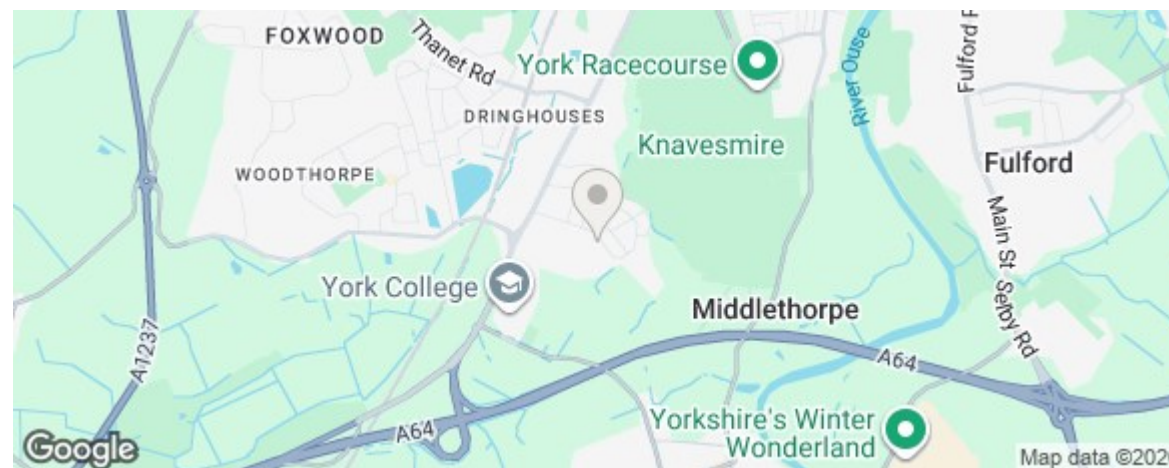 FOXWOOD
Thanet Rd
York Racecourse
River Ouse
DRINGHOUSES
Knavesmire
WOODTHORPE
Fulford
Main St
Selby Rd
York College
Middlethorpe
A1237
A64
A64
Yorkshire's Winter
Wonderland
Google
Map data ©202